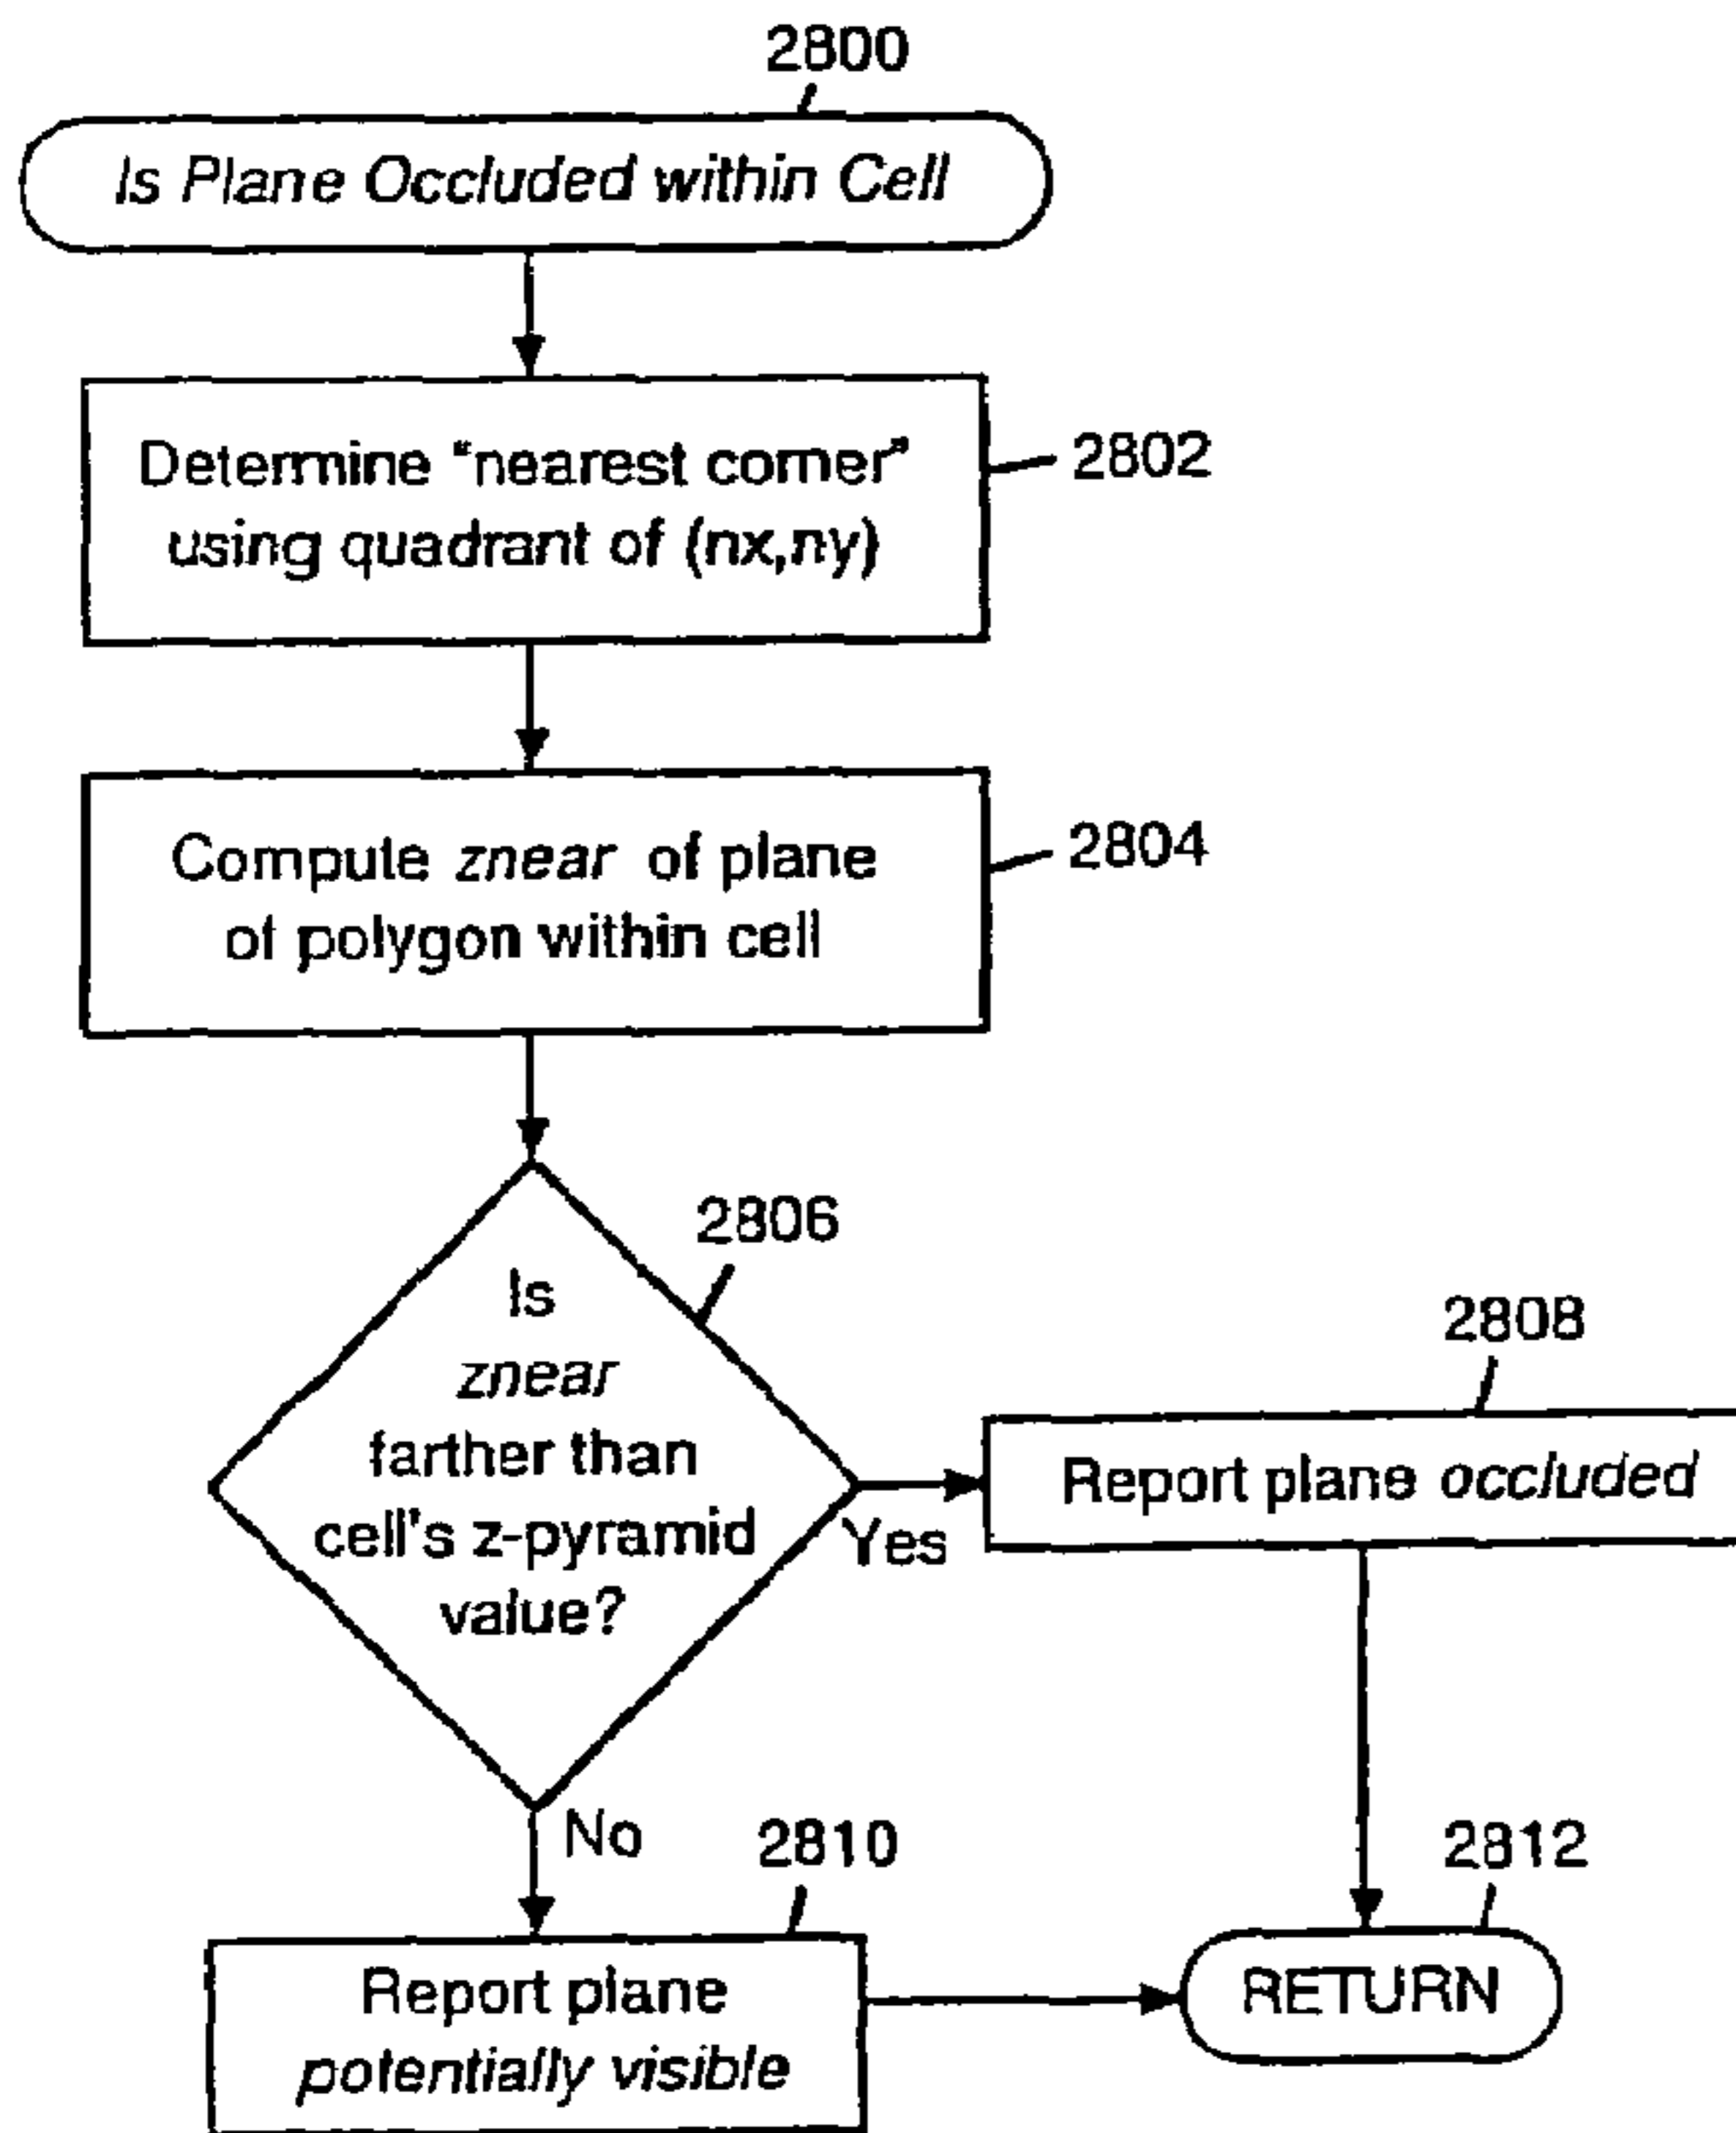 2800
Is Plane Occluded within Cell
Determine "nearest corner"
using quadrant of (nx,ny)
2802
Compute znear of plane
of polygon within cell
2804
2806
Is
znear
farther than
cell's z-pyramid
value?
Yes
2808
Report plane occluded
No
2810
Report plane
potentially visible
2812
RETURN